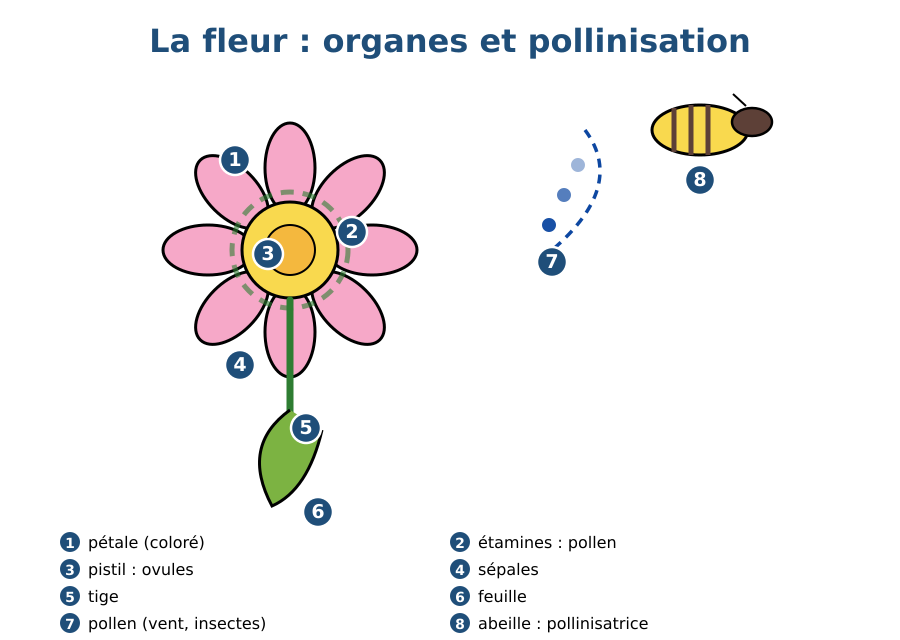 La fleur : organes et pollinisation
1
2
3
8
7
4
5
6
1 pétale (coloré)
2 étamines : pollen
3 pistil : ovules
4 sépales
5 tige
6 feuille
7 pollen (vent, insectes)
8 abeille : pollinisatrice